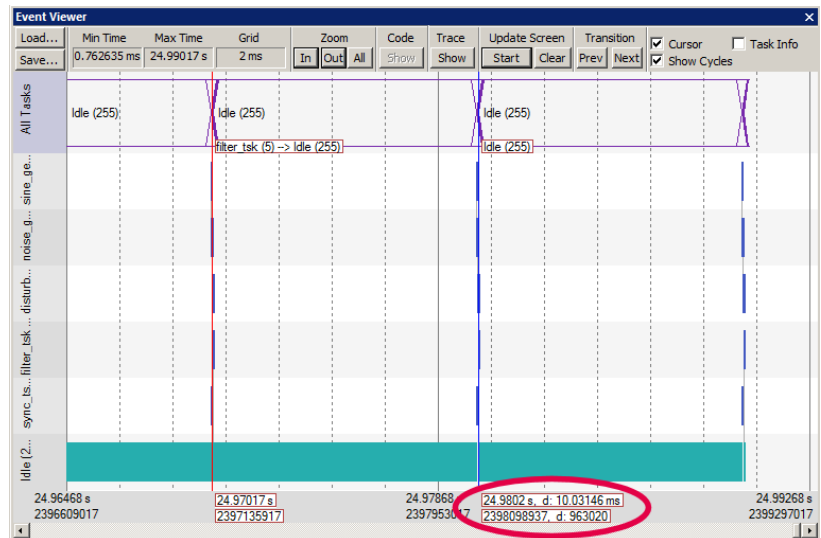 Event Viewer
Load... Min Time Max Time Grid Zoom Code Trace Update Screen Transition Cursor Task Info
Save... 0.762635 ms 24.99017 s 2 ms In Out All Show Show Start Clear Prev Next Show Cycles
All Tasks
Idle (255) Idle (255) Idle (255)
filter_tsk (5) --> Idle (255) Idle (255)
sine_ge...
noise_g...
disturb...
filter_tsk ...
sync_ts...
Idle (2...
24.96468 s 24.97017 s 24.97868 24.9802 s, d: 10.03146 ms 24.99268 s
2396609017 2397135917 2397953017 2398098937, d: 963020 2399297017